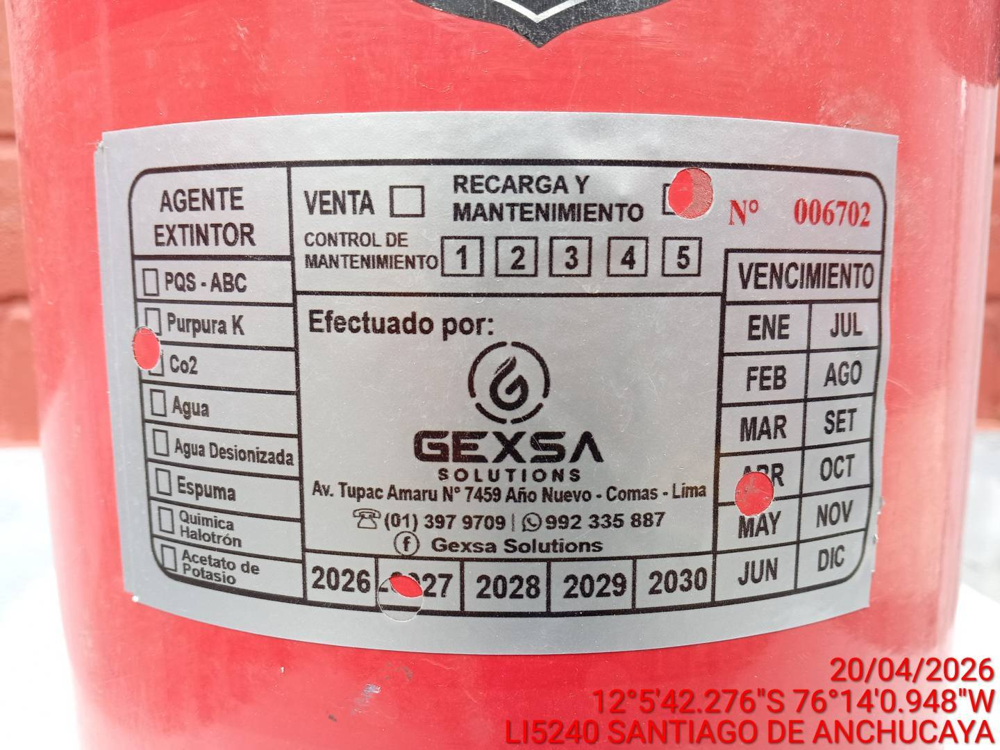 AGENTE
EXTINTOR
PQS - ABC
Purpura K
Co2
Agua
Agua Desionizada
Espuma
Quimica
Halotrón
Acetato de
Potasio
VENTA
RECARGA Y
MANTENIMIENTO
N° 006702
CONTROL DE
MANTENIMIENTO 1 2 3 4 5
Efectuado por:
G
GEXSA
SOLUTIONS
Av. Tupac Amaru N° 7459 Año Nuevo - Comas - Lima
(01) 397 9709 | 992 335 887
f Gexsa Solutions
2026 2027 2028 2029 2030
VENCIMIENTO
ENE JUL
FEB AGO
MAR SET
APR OCT
MAY NOV
JUN DIC
20/04/2026
12°5'42.276"S 76°14'0.948"W
LI5240 SANTIAGO DE ANCHUCAYA